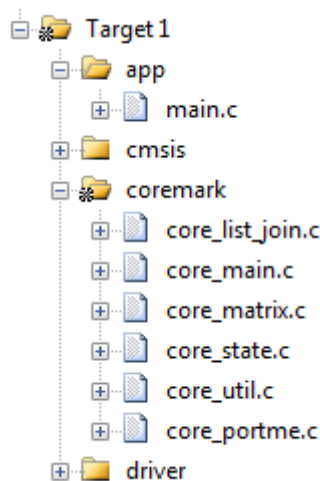 Target 1
app
main.c
cmsis
coremark
core_list_join.c
core_main.c
core_matrix.c
core_state.c
core_util.c
core_portme.c
driver